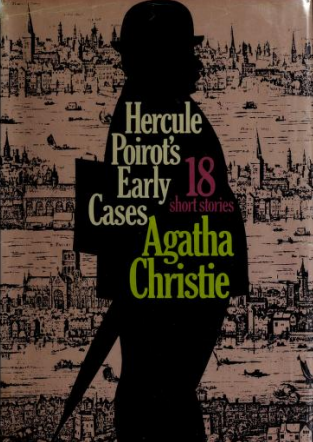 Hercule
Poirot's
Early
Cases
18
short stories
Agatha
Christie